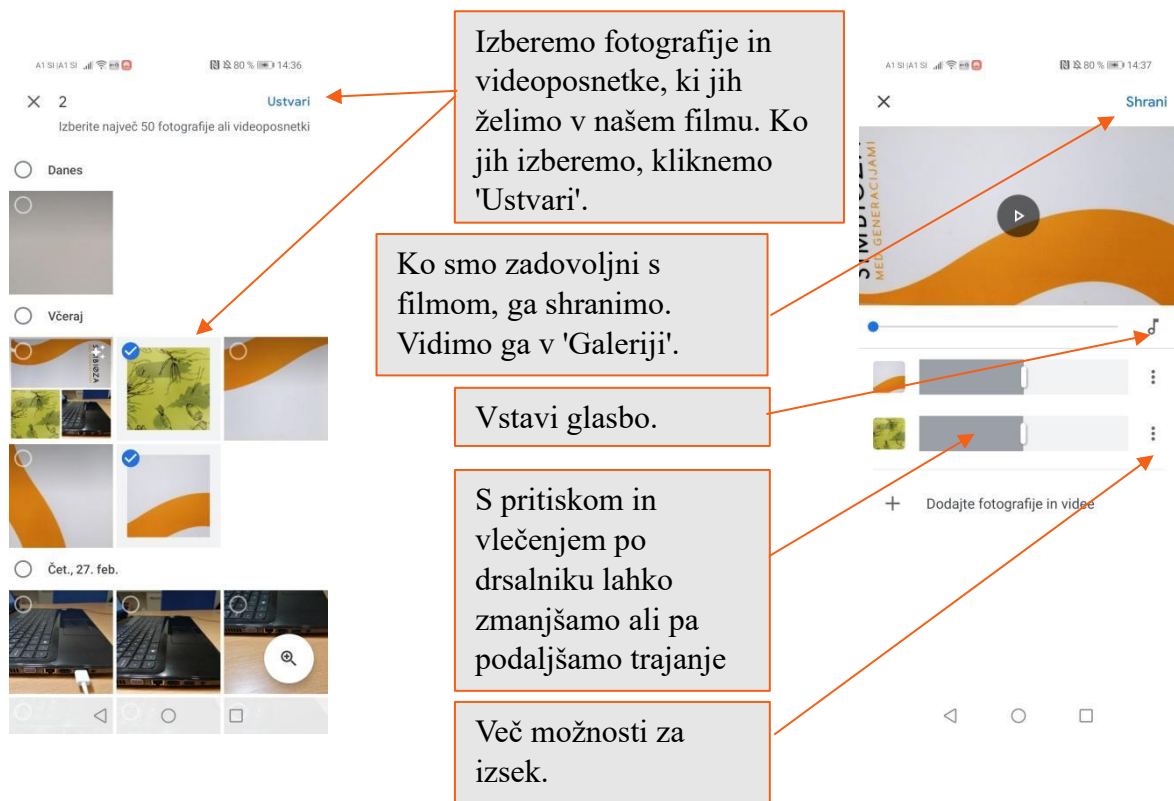 A1 SI |A1 SI
80 % 14:36
2
Ustvari
Izberite največ 50 fotografije ali videoposnetki
Danes
Včeraj
Čet., 27. feb.
Izberemo fotografije in
videoposnetke, ki jih
želimo v našem filmu. Ko
jih izberemo, kliknemo
'Ustvari'.
Ko smo zadovoljni s
filmom, ga shranimo.
Vidimo ga v 'Galeriji'.
Vstavi glasbo.
S pritiskom in
vlečenjem po
drsalniku lahko
zmanjšamo ali pa
podaljšamo trajanje
Več možnosti za
izsek.
A1 SI |A1 SI
80 % 14:37
Shrani
MED GENERACIJAMI
Dodajte fotografije in videe